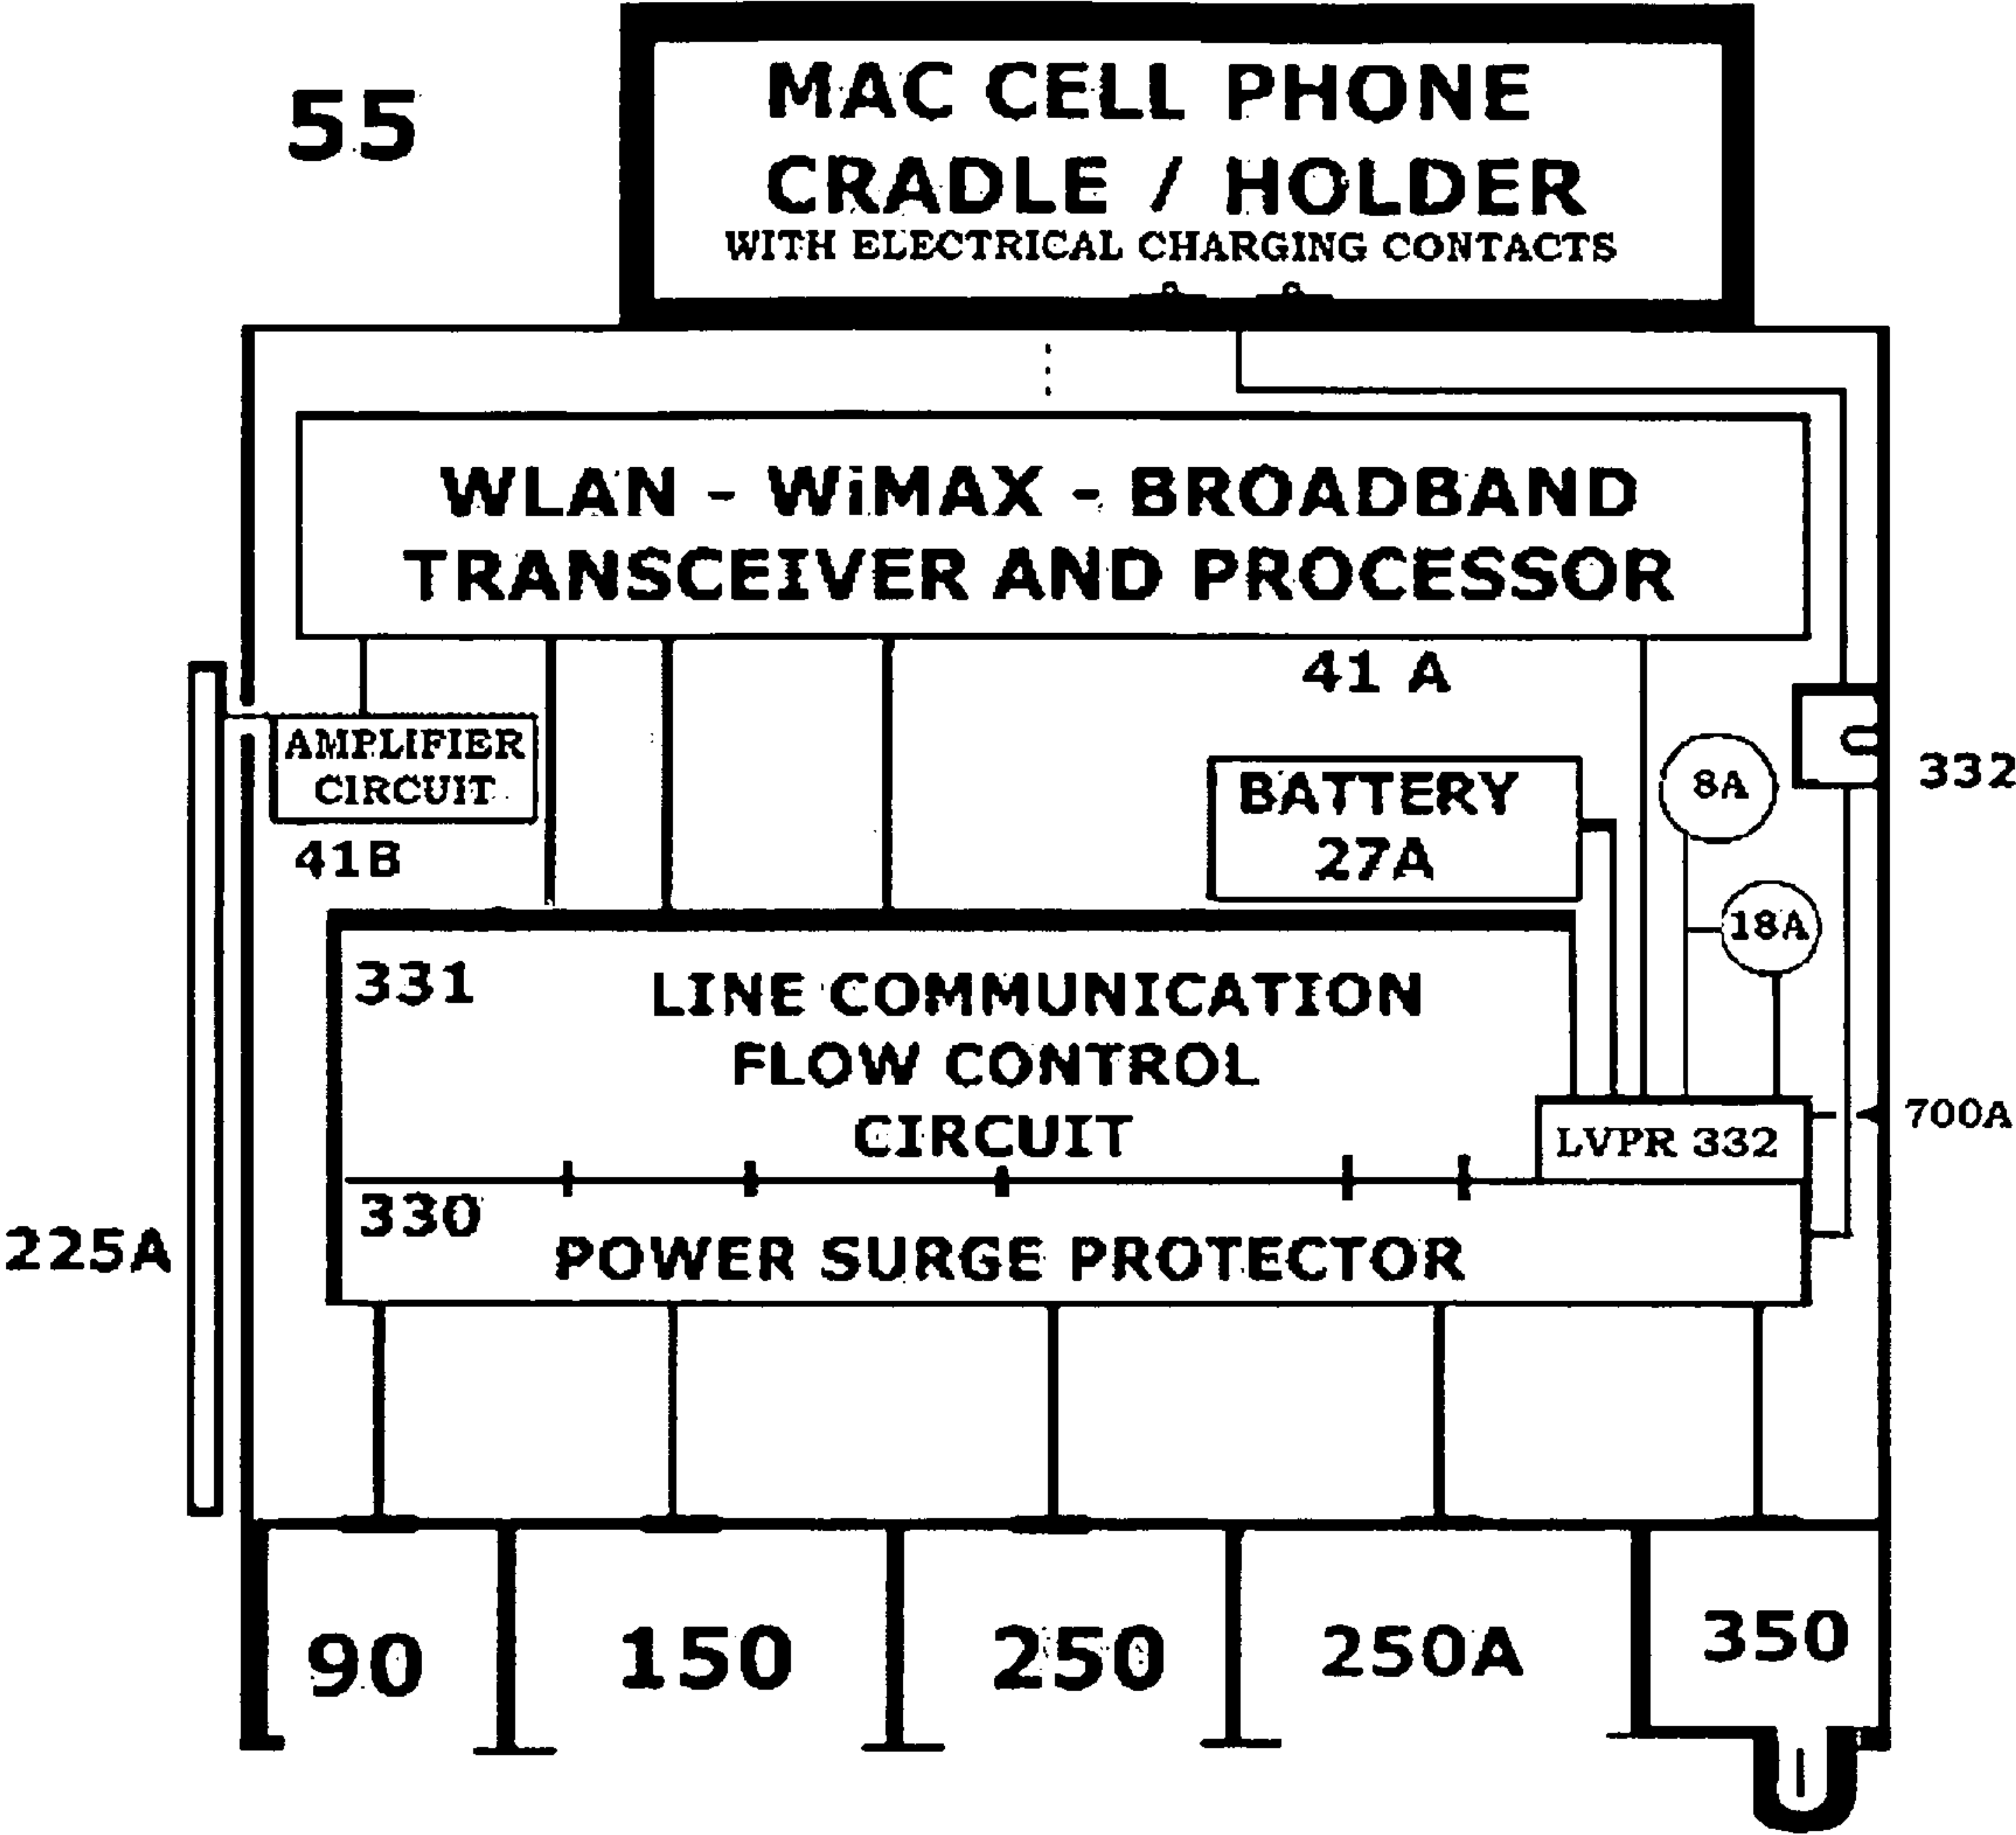 55
MAC CELL PHONE
CRADLE / HOLDER
WITH ELECTRICAL CHARGING CONTACTS
WLAN - WiMAX - BROADBAND
TRANSCEIVER AND PROCESSOR
41 A
AMPLIFIER
CIRCUIT
41B
BATTERY
27A
8A
332
18A
331
LINE COMMUNICATION
FLOW CONTROL
CIRCUIT
LVPR 332
700A
330
POWER SURGE PROTECTOR
225A
90
150
250
250A
350